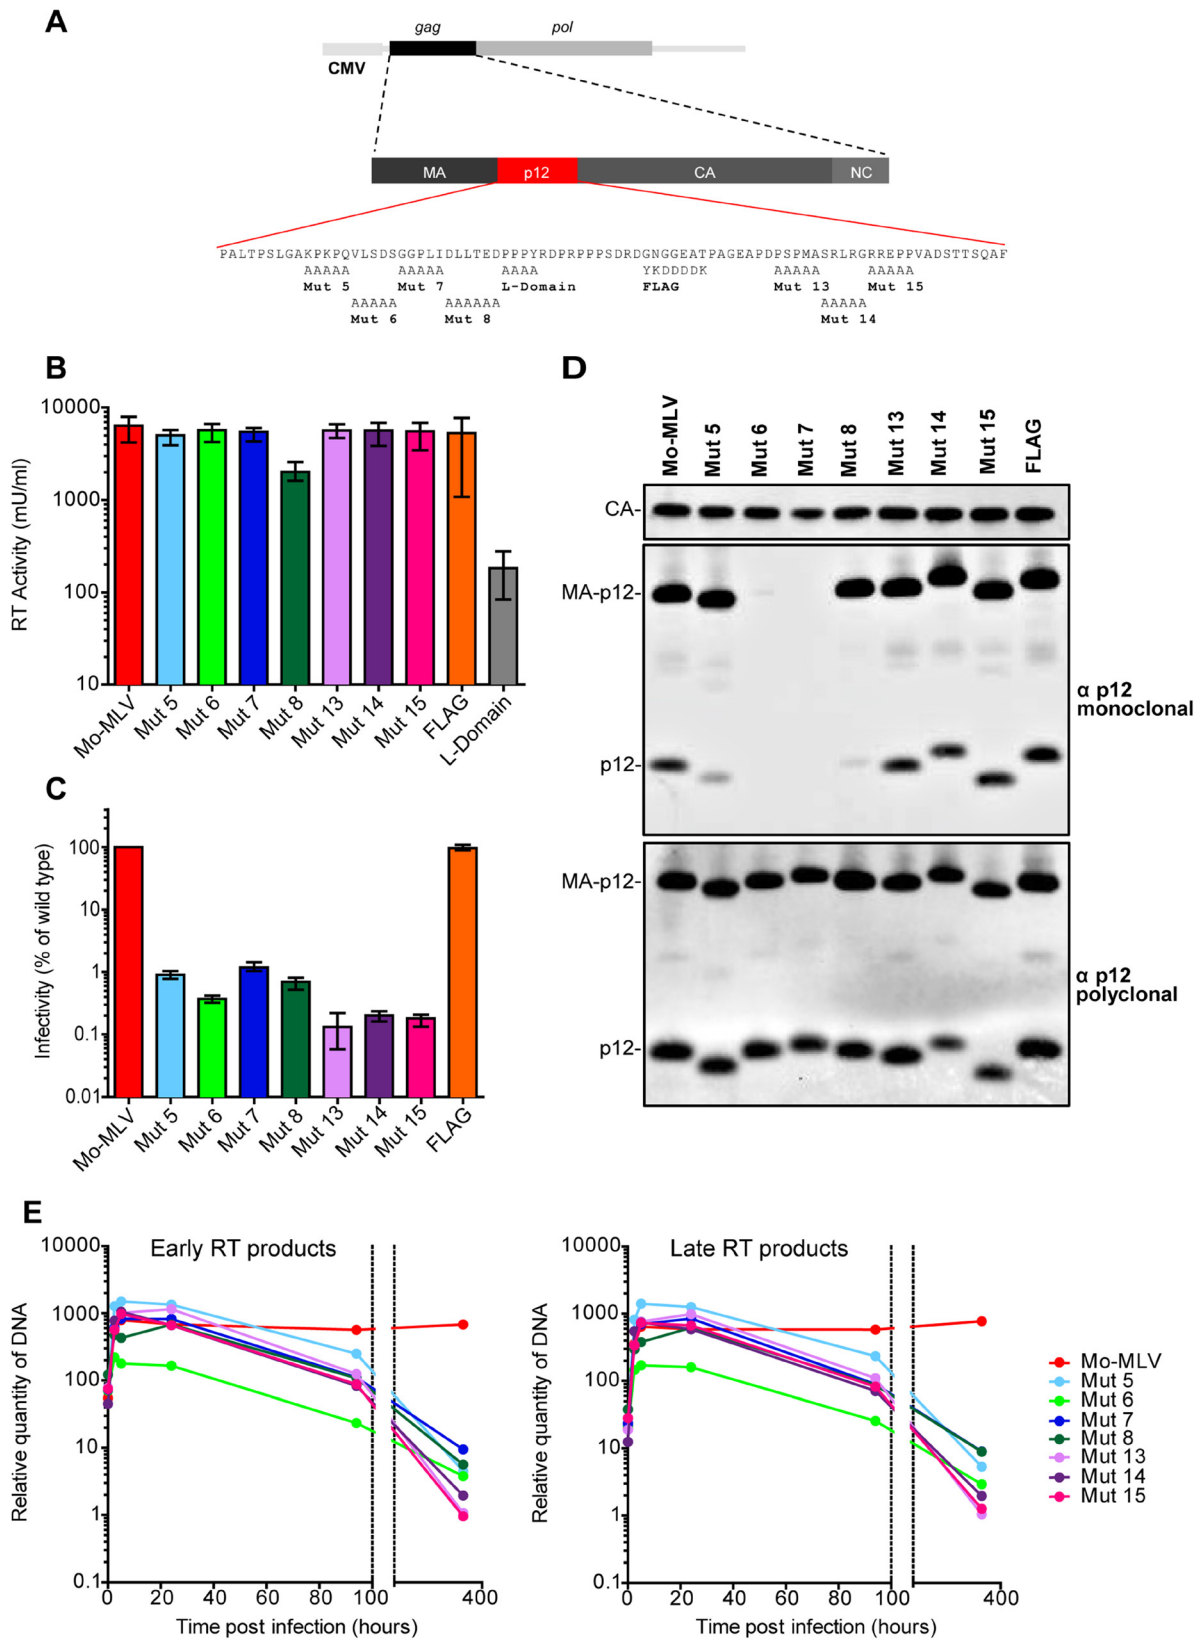 A
gag pol
CMV
MA p12 CA NC
PALTPSLGAKPKPQVLSDSGGPLIDLLTEDPPPYRDPRPPPSDRDGNGGEATPAGEAPDPSPMASRLRGRREPPVADSTTSQAF
AAAAA AAAAA AAAA YKDDDDK AAAAA AAAAA
Mut 5 Mut 7 L-Domain FLAG Mut 13 Mut 15
AAAAA AAAAAA AAAAA
Mut 6 Mut 8 Mut 14
B
RT Activity (mU/ml)
10000
1000
100
10
Mo-MLV Mut 5 Mut 6 Mut 7 Mut 8 Mut 13 Mut 14 Mut 15 FLAG L-Domain
C
Infectivity (% of wild type)
100
10
1
0.1
0.01
Mo-MLV Mut 5 Mut 6 Mut 7 Mut 8 Mut 13 Mut 14 Mut 15 FLAG
D
Mo-MLV Mut 5 Mut 6 Mut 7 Mut 8 Mut 13 Mut 14 Mut 15 FLAG
CA-
MA-p12-
p12-
α p12
monoclonal
MA-p12-
p12-
α p12
polyclonal
E
Early RT products
Relative quantity of DNA
10000
1000
100
10
1
0.1
0 20 40 60 80 100 400
Time post infection (hours)
Late RT products
Relative quantity of DNA
10000
1000
100
10
1
0.1
0 20 40 60 80 100 400
Time post infection (hours)
Mo-MLV
Mut 5
Mut 6
Mut 7
Mut 8
Mut 13
Mut 14
Mut 15